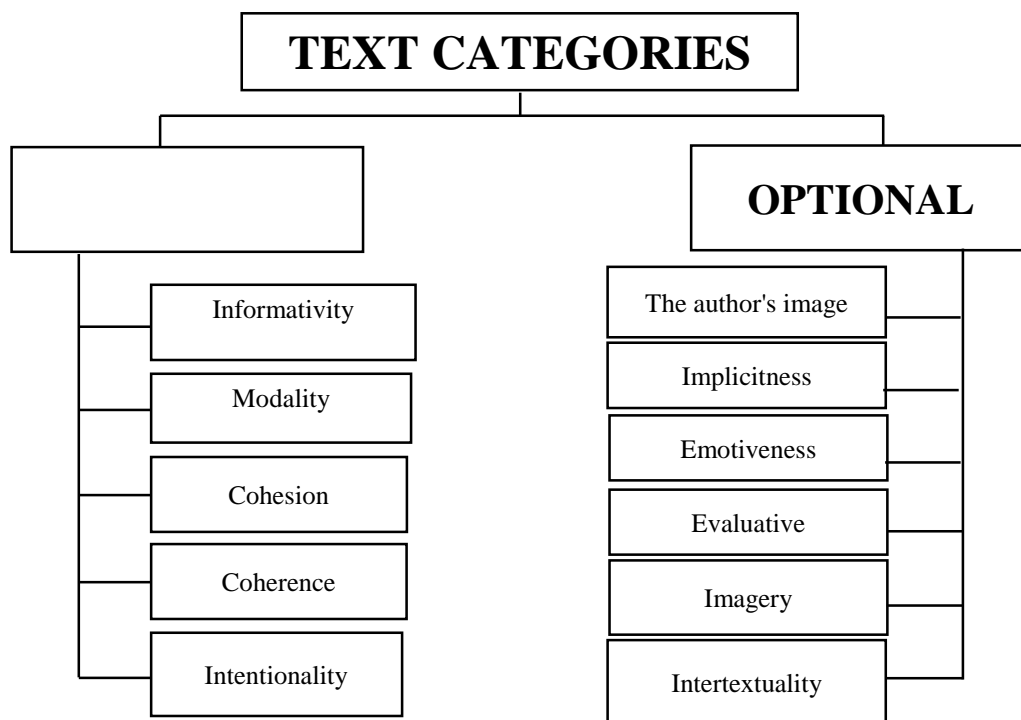 TEXT CATEGORIES
OPTIONAL
Informativity
Modality
Cohesion
Coherence
Intentionality
The author's image
Implicitness
Emotiveness
Evaluative
Imagery
Intertextuality